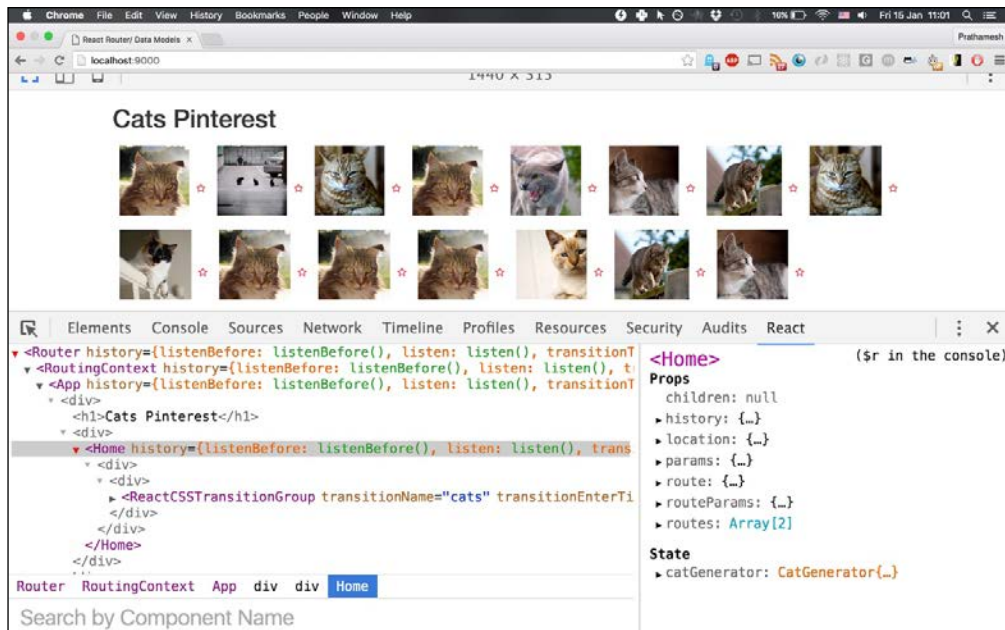 Chrome File Edit View History Bookmarks People Window Help 10% Fri 15 Jan 11:01
React Router/ Data Models × Prathamesh
localhost:9000
1440 × 313
Cats Pinterest
Elements Console Sources Network Timeline Profiles Resources Security Audits React
<Router history={listenBefore: listenBefore(), listen: listen(), transitionT
<RoutingContext history={listenBefore: listenBefore(), listen: listen(), t
<App history={listenBefore: listenBefore(), listen: listen(), transitionT
<div>
<h1>Cats Pinterest</h1>
<div>
<Home history={listenBefore: listenBefore(), listen: listen(), trans
<div>
<div>
<ReactCSSTransitionGroup transitionName="cats" transitionEnterTi
</div>
</div>
</Home>
</div>
Router RoutingContext App div div Home
Search by Component Name
<Home> ($r in the console)
Props
children: null
history: {…}
location: {…}
params: {…}
route: {…}
routeParams: {…}
routes: Array[2]
State
catGenerator: CatGenerator{…}